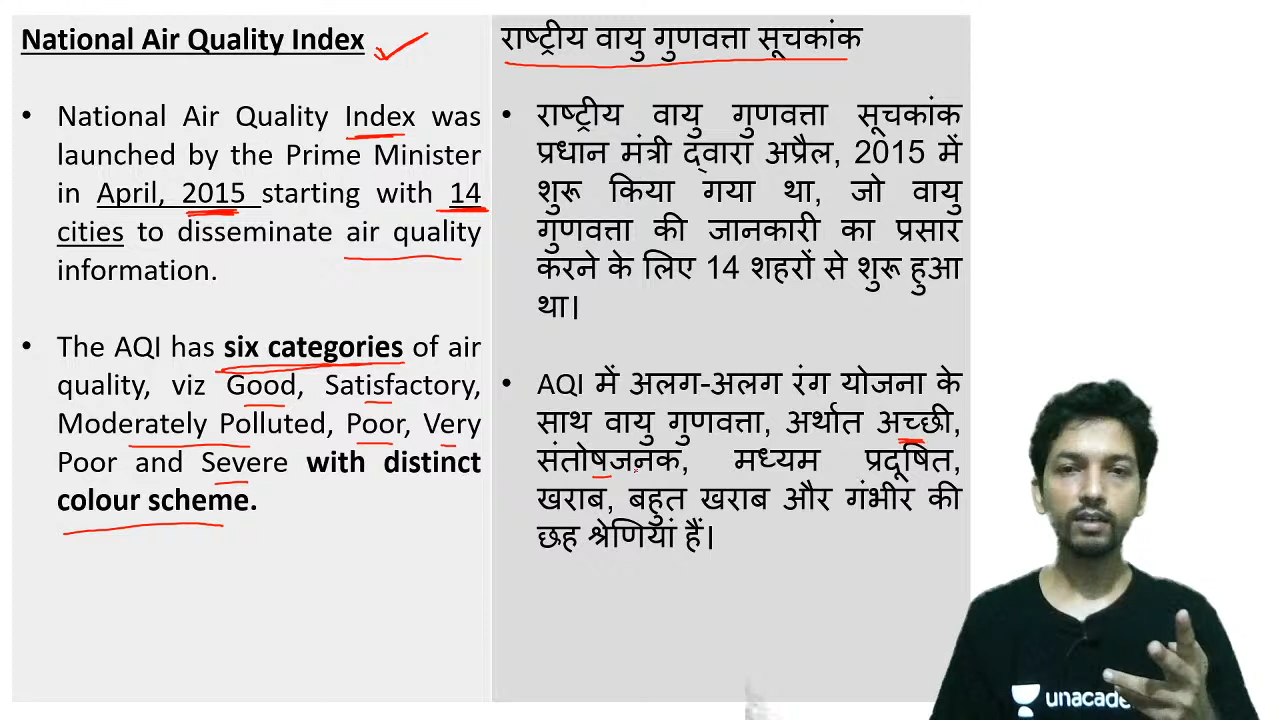 National Air Quality Index
• National Air Quality Index was
launched by the Prime Minister
in April, 2015 starting with 14
cities to disseminate air quality
information.
• The AQI has six categories of air
quality, viz Good, Satisfactory,
Moderately Polluted, Poor, Very
Poor and Severe with distinct
colour scheme.
राष्ट्रीय वायु गुणवत्ता सूचकांक
• राष्ट्रीय वायु गुणवत्ता सूचकांक
प्रधान मंत्री द्वारा अप्रैल, 2015 में
शुरू किया गया था, जो वायु
गुणवत्ता की जानकारी का प्रसार
करने के लिए 14 शहरों से शुरू हुआ
था।
• AQI में अलग-अलग रंग योजना के
साथ वायु गुणवत्ता, अर्थात अच्छी,
संतोषजनक, मध्यम प्रदूषित,
खराब, बहुत खराब और गंभीर की
छह श्रेणियां हैं।
unacade